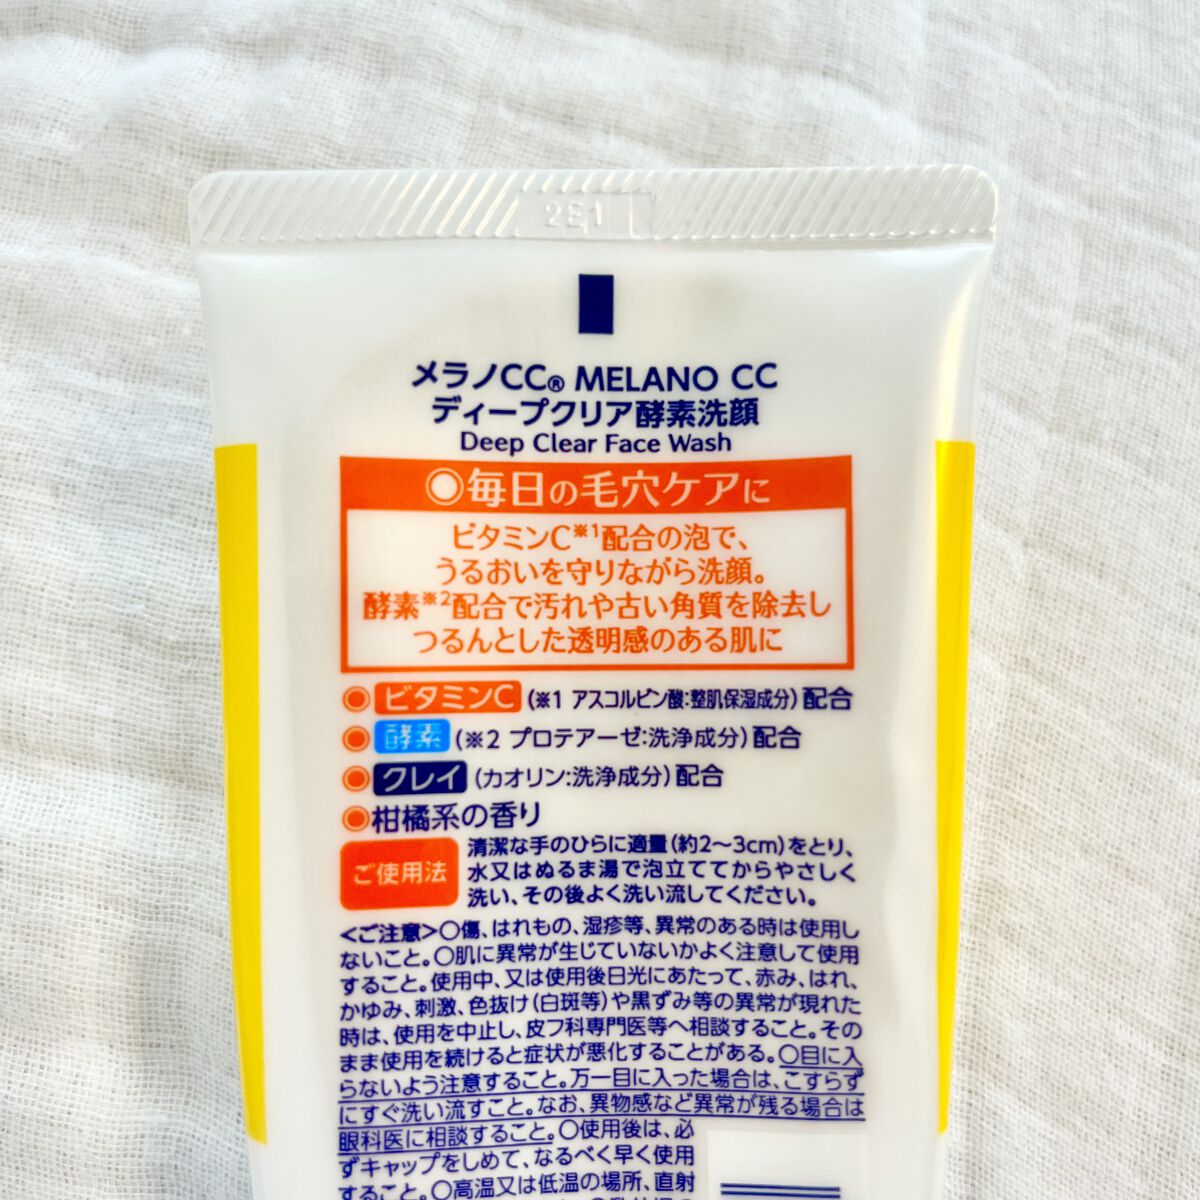 2E1
メラノCC® MELANO CC
ディープクリア酵素洗顔
Deep Clear Face Wash
◉毎日の毛穴ケアに
ビタミンC※1配合の泡で、
うるおいを守りながら洗顔。
酵素※2配合で汚れや古い角質を除去し
つるんとした透明感のある肌に
◉ビタミンC(※1 アスコルビン酸:整肌保湿成分)配合
◉酵素(※2 プロテアーゼ:洗浄成分)配合
◉クレイ(カオリン:洗浄成分)配合
◉柑橘系の香り
ご使用法
清潔な手のひらに適量(約2〜3cm)をとり、
水又はぬるま湯で泡立ててからやさしく
洗い、その後よく洗い流してください。
<ご注意>○傷、はれもの、湿疹等、異常のある時は使用し
ないこと。○肌に異常が生じていないかよく注意して使用
すること。使用中、又は使用後日光にあたって、赤み、はれ、
かゆみ、刺激、色抜け(白斑等)や黒ずみ等の異常が現れた
時は、使用を中止し、皮フ科専門医等へ相談すること。その
まま使用を続けると症状が悪化することがある。○目に入
らないよう注意すること。万一目に入った場合は、こすらず
にすぐ洗い流すこと。なお、異物感など異常が残る場合は
眼科医に相談すること。○使用後は、必
ずキャップをしめて、なるべく早く使用
すること。○高温又は低温の場所、直射